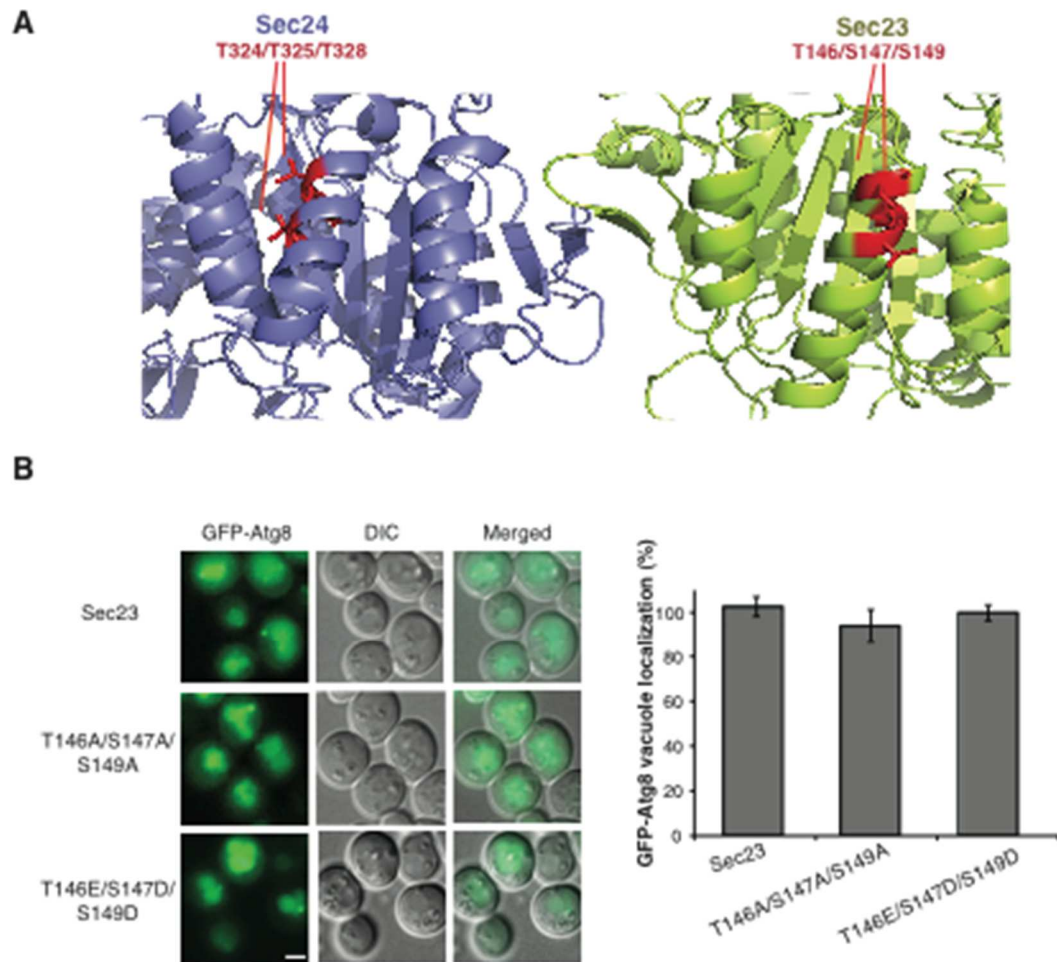 A
Sec24
T324/T325/T328
Sec23
T146/S147/S149
B
GFP-Atg8
DIC
Merged
Sec23
T146A/S147A/
S149A
T146E/S147D/
S149D
GFP-Atg8 vacuole localization (%)
100
80
60
40
20
0
Sec23
T146A/S147A/S149A
T146E/S147D/S149D